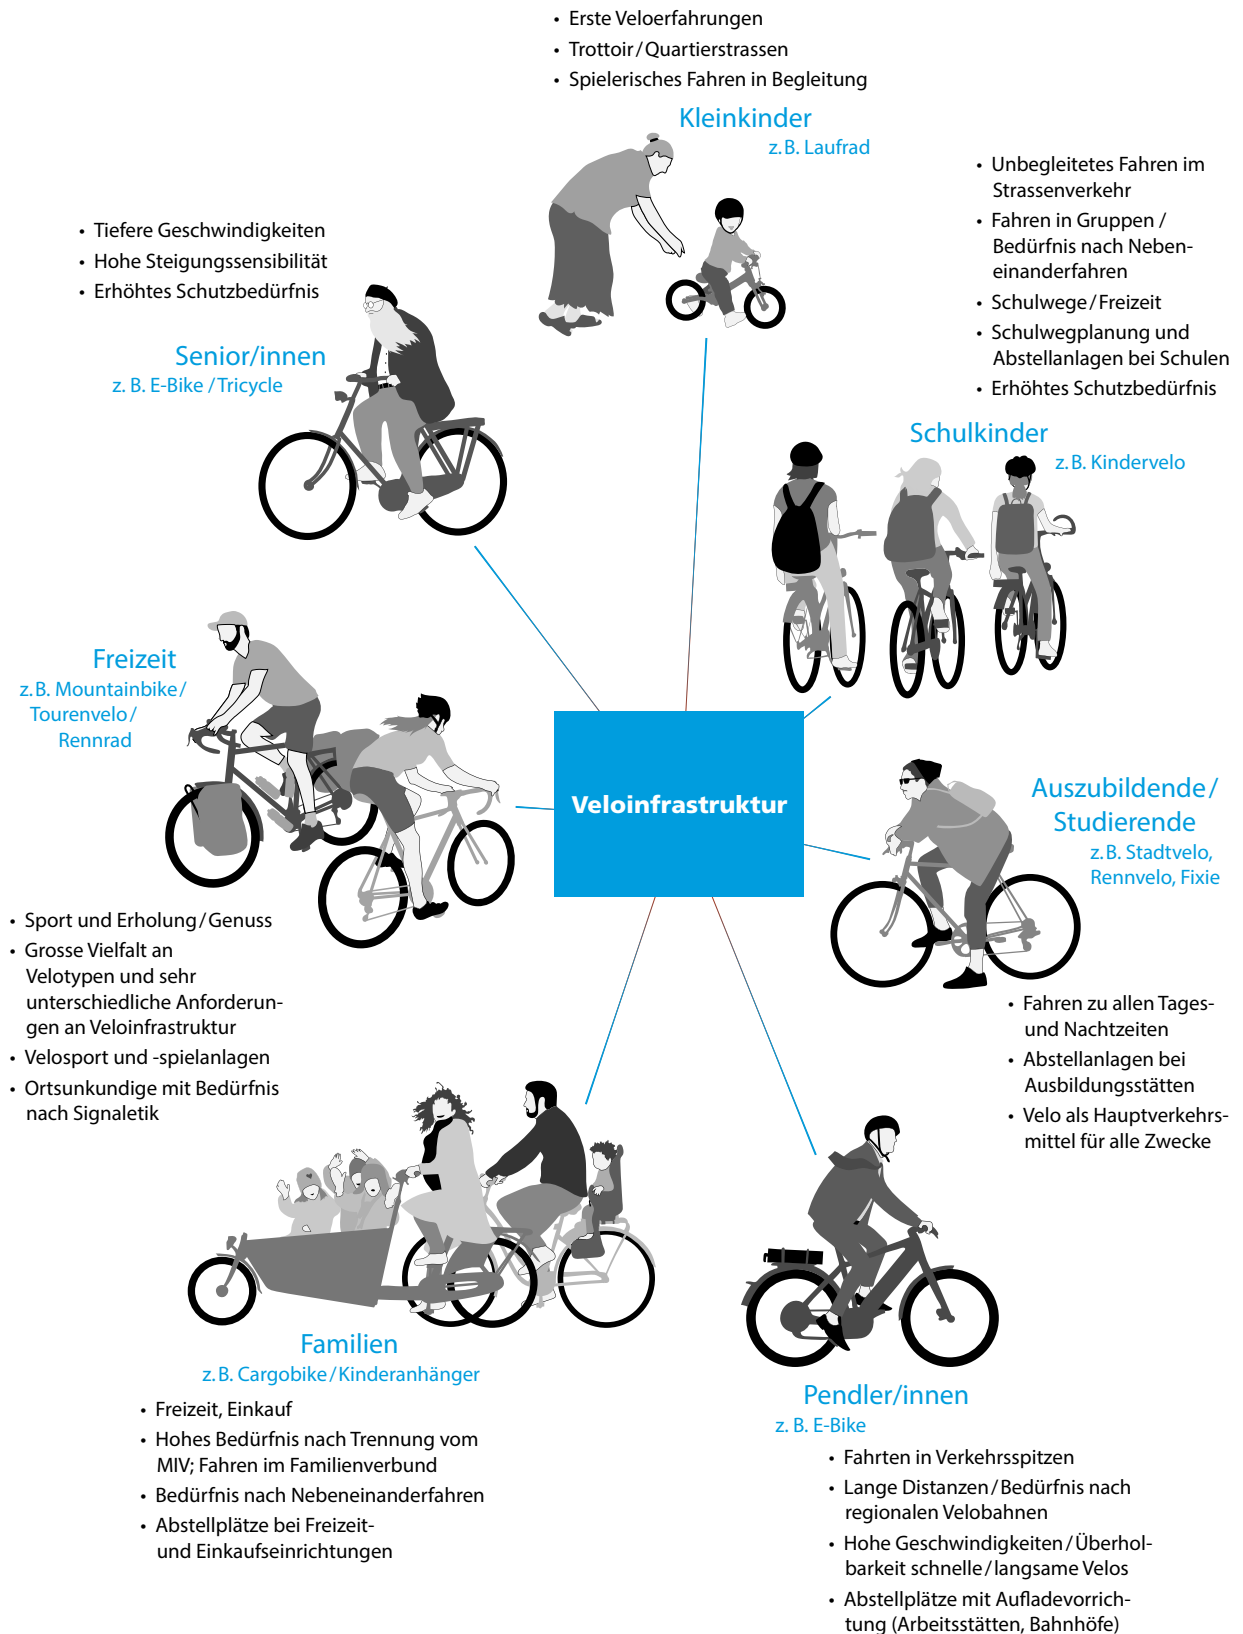 • Erste Veloerfahrungen
• Trottoir/Quartierstrassen
• Spielerisches Fahren in Begleitung
Kleinkinder
z.B. Laufrad
• Unbegleitetes Fahren im
Strassenverkehr
• Fahren in Gruppen /
Bedürfnis nach Neben-
einanderfahren
• Schulwege/Freizeit
• Schulwegplanung und
Abstellanlagen bei Schulen
• Erhöhtes Schutzbedürfnis
Schulkinder
z.B. Kindervelo
• Tiefere Geschwindigkeiten
• Hohe Steigungssensibilität
• Erhöhtes Schutzbedürfnis
Senior/innen
z. B. E-Bike /Tricycle
Freizeit
z.B. Mountainbike/
Tourenvelo/
Rennrad
Veloinfrastruktur
Auszubildende/
Studierende
z.B. Stadtvelo,
Rennvelo, Fixie
• Sport und Erholung/Genuss
• Grosse Vielfalt an
Velotypen und sehr
unterschiedliche Anforderun-
gen an Veloinfrastruktur
• Velosport und -spielanlagen
• Ortsunkundige mit Bedürfnis
nach Signaletik
• Fahren zu allen Tages-
und Nachtzeiten
• Abstellanlagen bei
Ausbildungsstätten
• Velo als Hauptverkehrs-
mittel für alle Zwecke
Familien
z.B. Cargobike/Kinderanhänger
• Freizeit, Einkauf
• Hohes Bedürfnis nach Trennung vom
MIV; Fahren im Familienverbund
• Bedürfnis nach Nebeneinanderfahren
• Abstellplätze bei Freizeit-
und Einkaufseinrichtungen
Pendler/innen
z. B. E-Bike
• Fahrten in Verkehrsspitzen
• Lange Distanzen/Bedürfnis nach
regionalen Velobahnen
• Hohe Geschwindigkeiten/Überhol-
barkeit schnelle/langsame Velos
• Abstellplätze mit Aufladevorrich-
tung (Arbeitsstätten, Bahnhöfe)